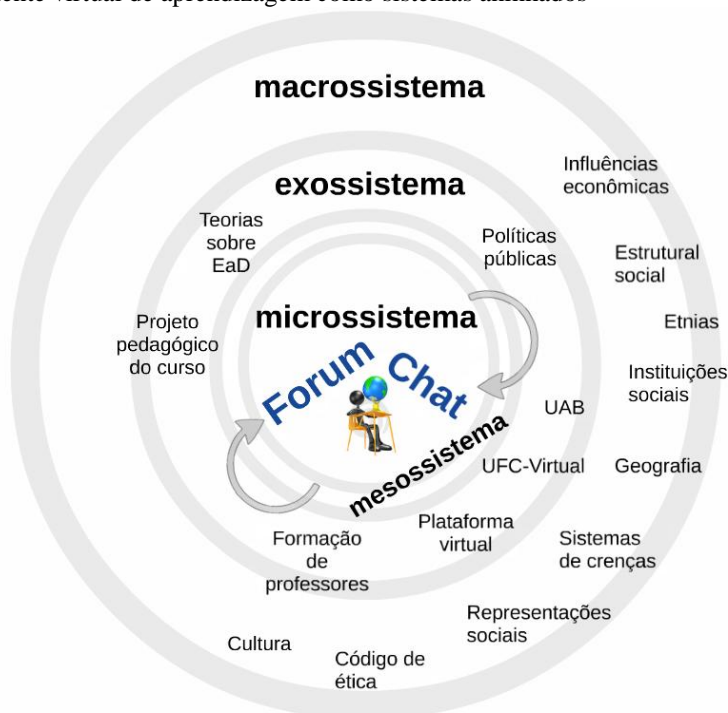 virtual de aprendizagem como sistemas aninhados
macrossistema
exossistema
Influências
econômicas
Teorias
sobre
EaD
Políticas
públicas
Estrutural
social
microssistema
Projeto
pedagógico
do curso
Etnias
Forum Chat
Instituições
sociais
UAB
mesossistema
UFC-Virtual
Geografia
Plataforma
virtual
Formação
de
professores
Sistemas
de crenças
Representações
sociais
Cultura
Código de
ética